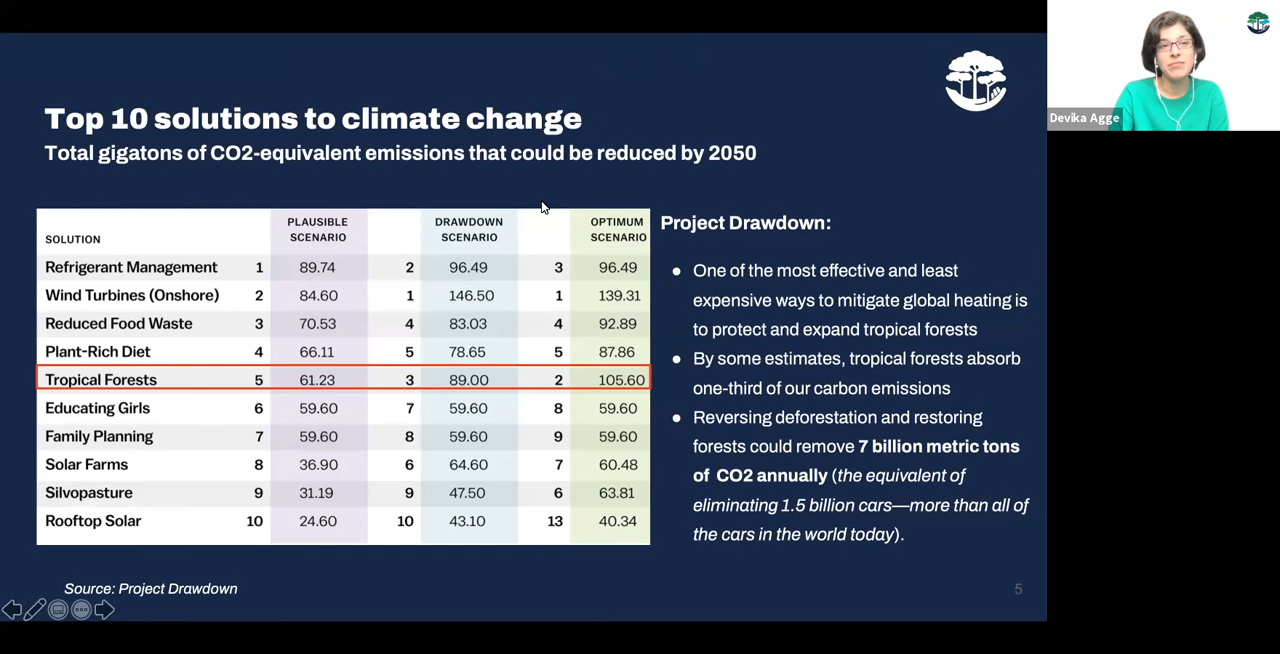 Top 10 solutions to climate change
Total gigatons of CO2-equivalent emissions that could be reduced by 2050
SOLUTION PLAUSIBLE SCENARIO DRAWDOWN SCENARIO OPTIMUM SCENARIO
Refrigerant Management 1 89.74 2 96.49 3 96.49
Wind Turbines (Onshore) 2 84.60 1 146.50 1 139.31
Reduced Food Waste 3 70.53 4 83.03 4 92.89
Plant-Rich Diet 4 66.11 5 78.65 5 87.86
Tropical Forests 5 61.23 3 89.00 2 105.60
Educating Girls 6 59.60 7 59.60 8 59.60
Family Planning 7 59.60 8 59.60 9 59.60
Solar Farms 8 36.90 6 64.60 7 60.48
Silvopasture 9 31.19 9 47.50 6 63.81
Rooftop Solar 10 24.60 10 43.10 13 40.34
Project Drawdown:
● One of the most effective and least
expensive ways to mitigate global heating is
to protect and expand tropical forests
● By some estimates, tropical forests absorb
one-third of our carbon emissions
● Reversing deforestation and restoring
forests could remove 7 billion metric tons
of CO2 annually (the equivalent of
eliminating 1.5 billion cars—more than all of
the cars in the world today).
Source: Project Drawdown
5
Devika Agge